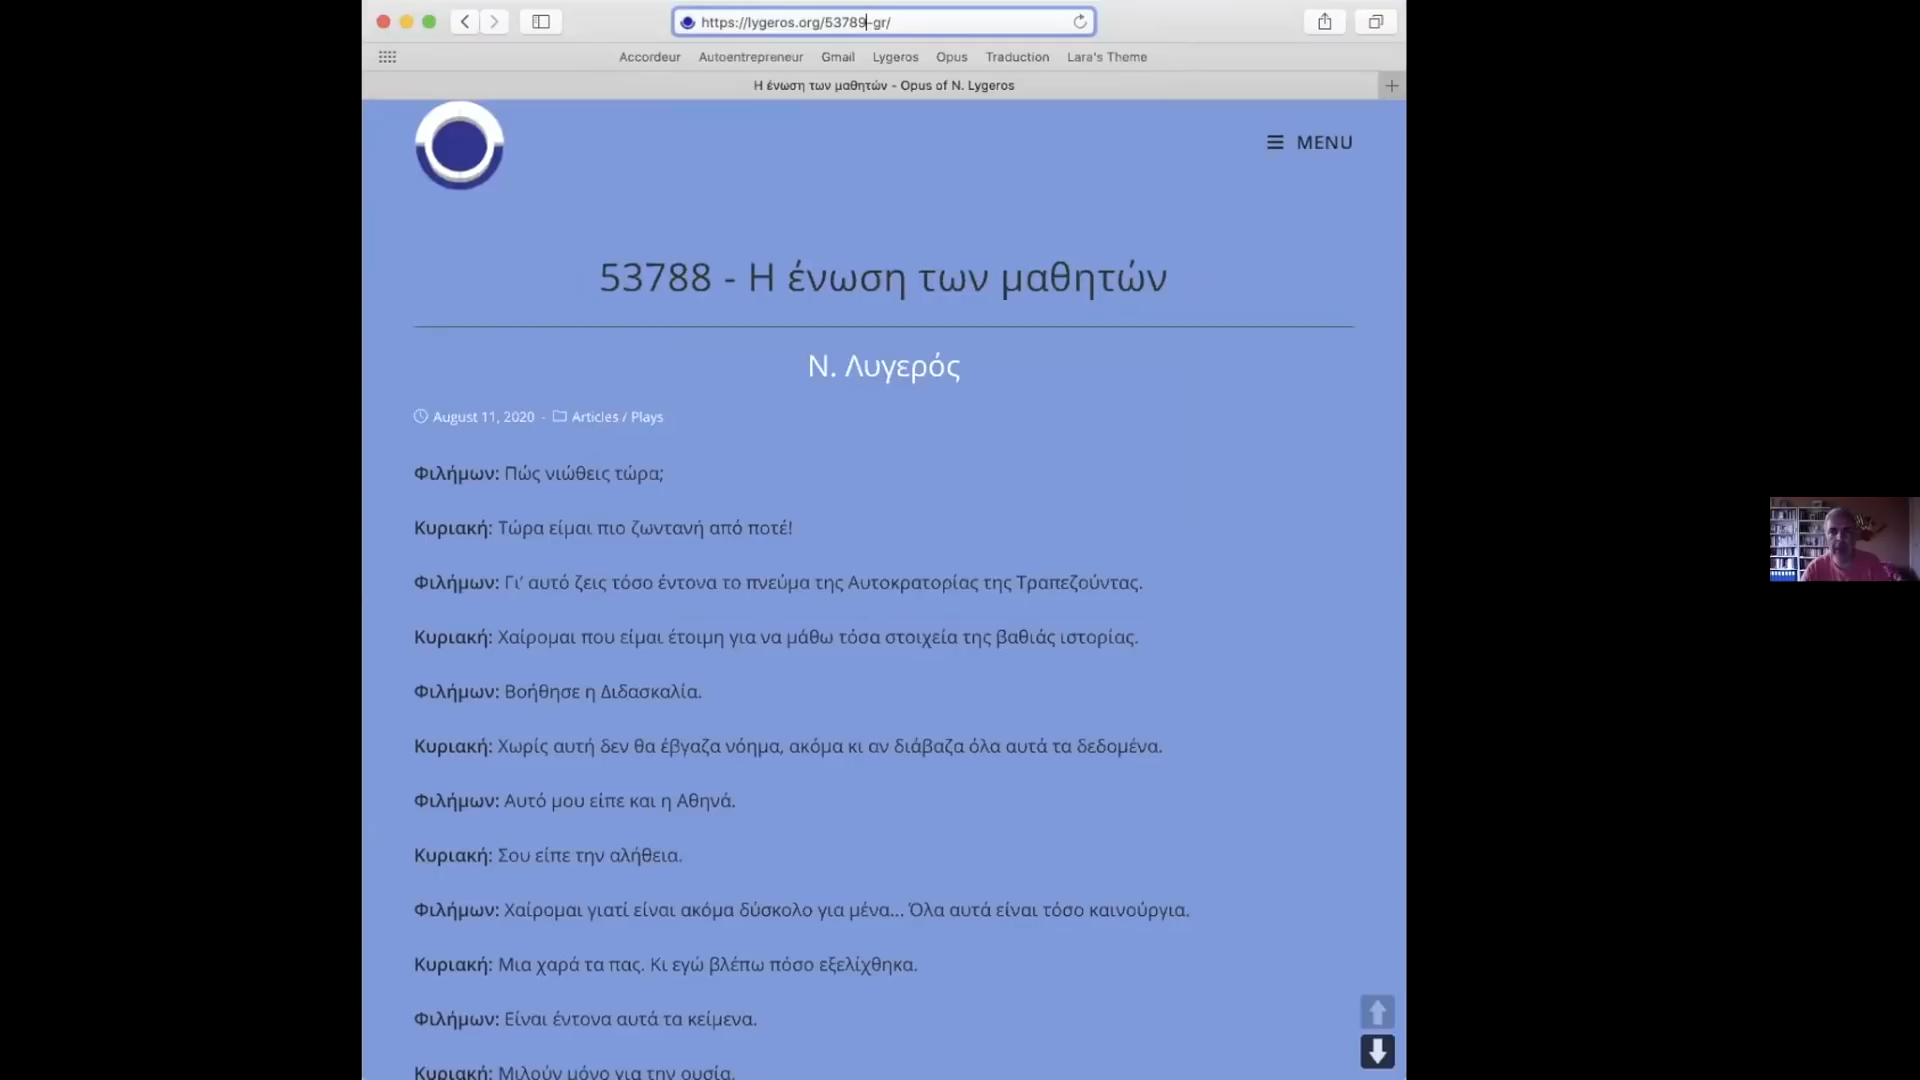 https://lygeros.org/53789-gr/
Accordeur Autoentrepreneur Gmail Lygeros Opus Traduction Lara's Theme
Η ένωση των μαθητών - Opus of N. Lygeros
MENU
53788 - Η ένωση των μαθητών
Ν. Λυγερός
August 11, 2020 - Articles / Plays
Φιλήμων: Πώς νιώθεις τώρα;
Κυριακή: Τώρα είμαι πιο ζωντανή από ποτέ!
Φιλήμων: Γι’ αυτό ζεις τόσο έντονα το πνεύμα της Αυτοκρατορίας της Τραπεζούντας.
Κυριακή: Χαίρομαι που είμαι έτοιμη για να μάθω τόσα στοιχεία της βαθιάς ιστορίας.
Φιλήμων: Βοήθησε η Διδασκαλία.
Κυριακή: Χωρίς αυτή δεν θα έβγαζα νόημα, ακόμα κι αν διάβαζα όλα αυτά τα δεδομένα.
Φιλήμων: Αυτό μου είπε και η Αθηνά.
Κυριακή: Σου είπε την αλήθεια.
Φιλήμων: Χαίρομαι γιατί είναι ακόμα δύσκολο για μένα... Όλα αυτά είναι τόσο καινούργια.
Κυριακή: Μια χαρά τα πας. Κι εγώ βλέπω πόσο εξελίχθηκα.
Φιλήμων: Είναι έντονα αυτά τα κείμενα.
Κυριακή: Μιλούν μόνο για την ουσία.